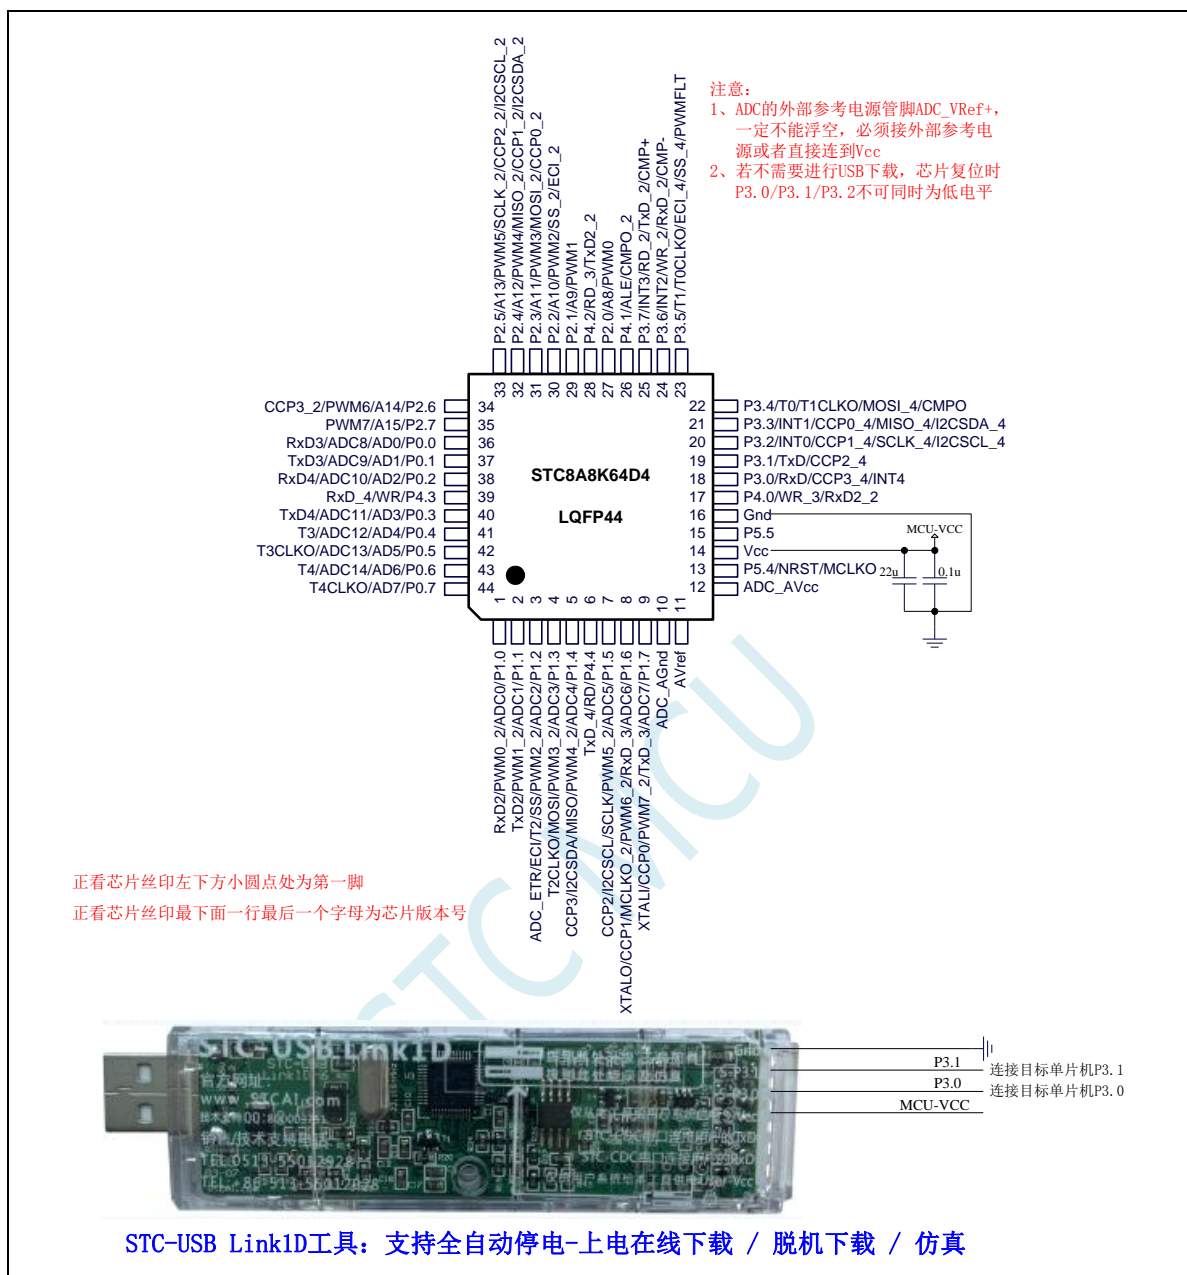 P2.5/A13/PWM5/SCLK_2/CCP2_2/I2CSCL_2
P2.4/A12/PWM4/MISO_2/CCP1_2/I2CSDA_2
P2.3/A11/PWM3/MOSI_2/CCP0_2
P2.2/A10/PWM2/SS_2/ECI_2
P2.1/A9/PWM1
P4.2/RD_3/TxD2_2
P2.0/A8/PWM0
P4.1/ALE/CMPO_2
P3.7/INT3/RD_2/TxD_2/CMP+
P3.6/INT2/WR_2/RxD_2/CMP-
P3.5/T1/T0CLKO/ECI_4/SS_4/PWMFLT
注意:
1、ADC的外部参考电源管脚ADC_VRef+,
一定不能浮空,必须接外部参考电
源或者直接连到Vcc
2、若不需要进行USB下载,芯片复位时
P3.0/P3.1/P3.2不可同时为低电平
33 32 31 30 29 28 27 26 25 24 23
CCP3_2/PWM6/A14/P2.6 34
PWM7/A15/P2.7 35
RxD3/ADC8/AD0/P0.0 36
TxD3/ADC9/AD1/P0.1 37
RxD4/ADC10/AD2/P0.2 38
RxD_4/WR/P4.3 39
TxD4/ADC11/AD3/P0.3 40
T3/ADC12/AD4/P0.4 41
T3CLKO/ADC13/AD5/P0.5 42
T4/ADC14/AD6/P0.6 43
T4CLKO/AD7/P0.7 44
STC8A8K64D4
LQFP44
22 P3.4/T0/T1CLKO/MOSI_4/CMPO
21 P3.3/INT1/CCP0_4/MISO_4/I2CSDA_4
20 P3.2/INT0/CCP1_4/SCLK_4/I2CSCL_4
19 P3.1/TxD/CCP2_4
18 P3.0/RxD/CCP3_4/INT4
17 P4.0/WR_3/RxD2_2
16 Gnd
15 P5.5
14 Vcc
13 P5.4/NRST/MCLKO
12 ADC_AVcc
MCU-VCC
22u
0.1u
1 2 3 4 5 6 7 8 9 10 11
RxD2/PWM0_2/ADC0/P1.0
TxD2/PWM1_2/ADC1/P1.1
ADC_ETR/ECI/T2/SS/PWM2_2/ADC2/P1.2
T2CLKO/MOSI/PWM3_2/ADC3/P1.3
CCP3/I2CSDA/MISO/PWM4_2/ADC4/P1.4
TxD_4/RD/P4.4
CCP2/I2CSCL/SCLK/PWM5_2/ADC5/P1.5
XTALO/CCP1/MCLKO_2/PWM6_2/RxD_3/ADC6/P1.6
XTALI/CCP0/PWM7_2/TxD_3/ADC7/P1.7
ADC_AGnd
AVref
STC MCU
正看芯片丝印左下方小圆点处为第一脚
正看芯片丝印最下面一行最后一个字母为芯片版本号
STC-USB Link1D
官方网址:
www.STCAI.com
TEL:0513-55012928
Gnd
P3.1 连接目标单片机P3.1
P3.0 连接目标单片机P3.0
MCU-VCC
STC-USB Link1D工具: 支持全自动停电-上电在线下载 / 脱机下载 / 仿真